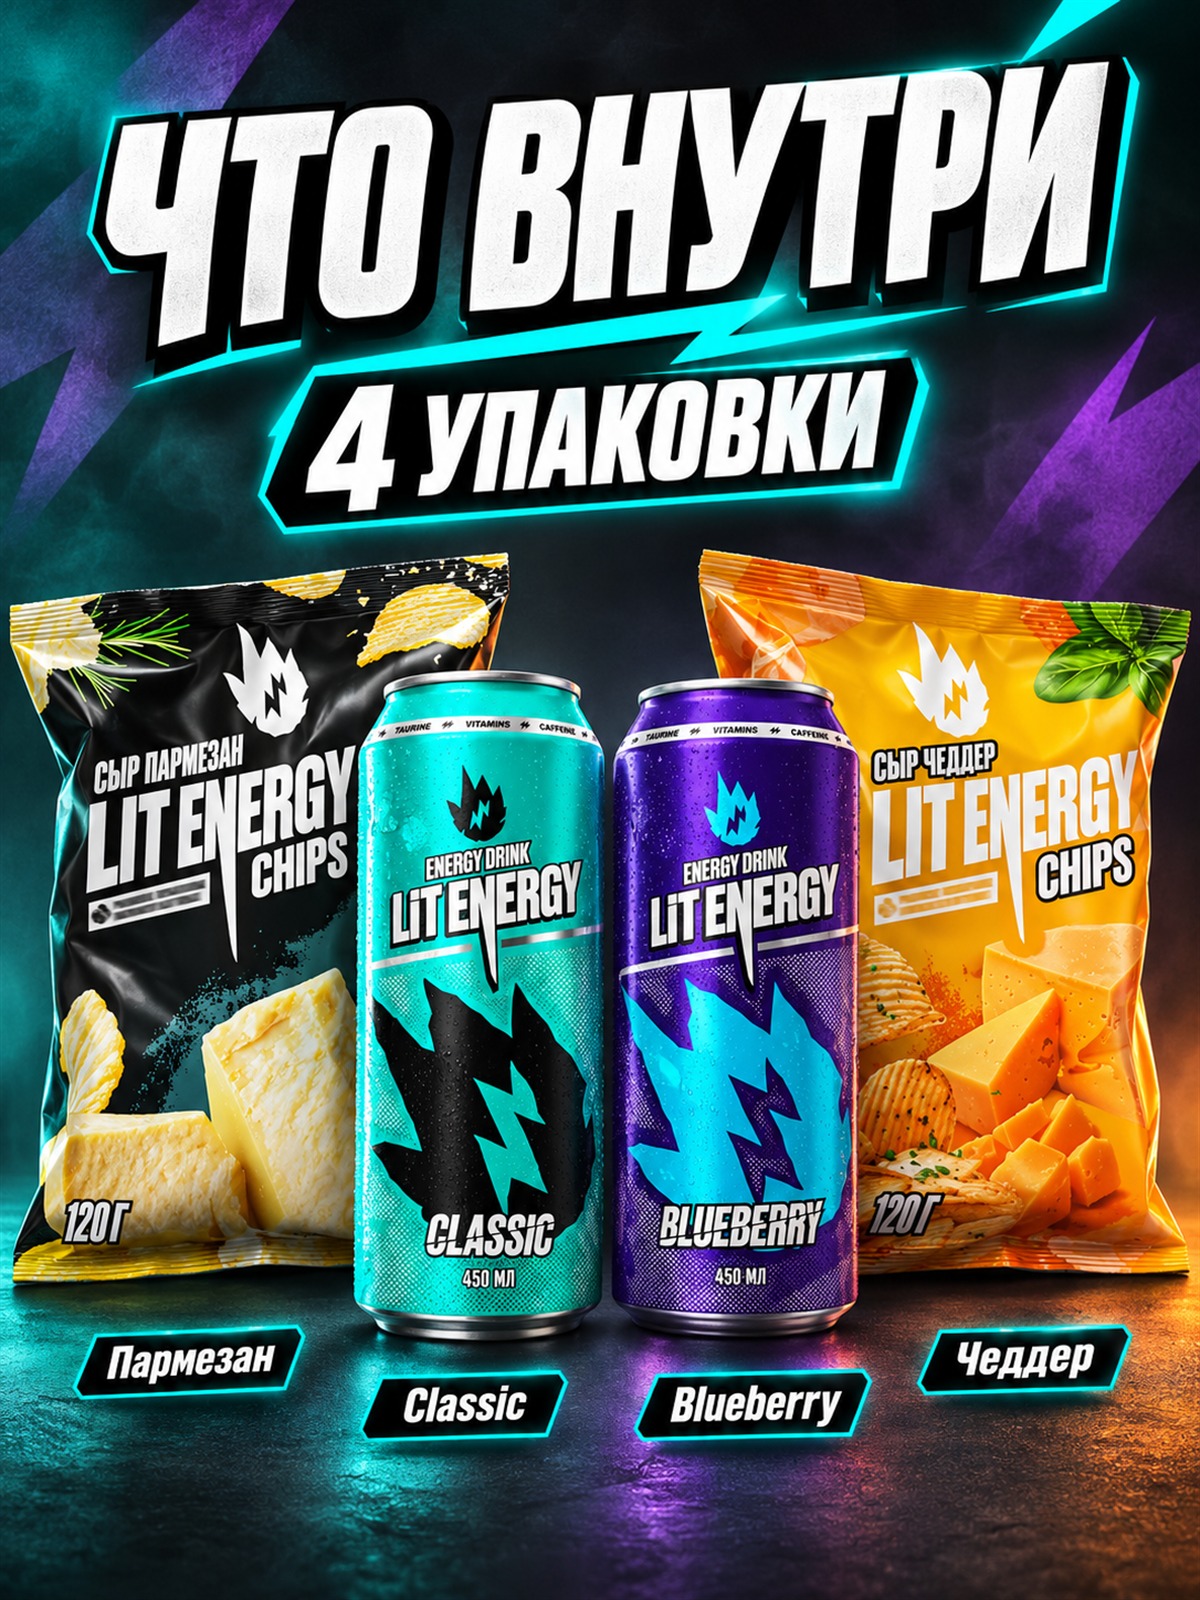 ЧТО ВНУТРИ
4 УПАКОВКИ
СЫР ПАРМЕЗАН
LIT ENERGY
CHIPS
120 Г
TAURINE VITAMINS CAFFEINE
ENERGY DRINK
LiT ENERGY
CLASSIC
450 МЛ
TAURINE VITAMINS CAFFEINE
ENERGY DRINK
LiT ENERGY
BLUEBERRY
450 МЛ
СЫР ЧЕДДЕР
LIT ENERGY
CHIPS
120 Г
Пармезан
Classic
Blueberry
Чеддер